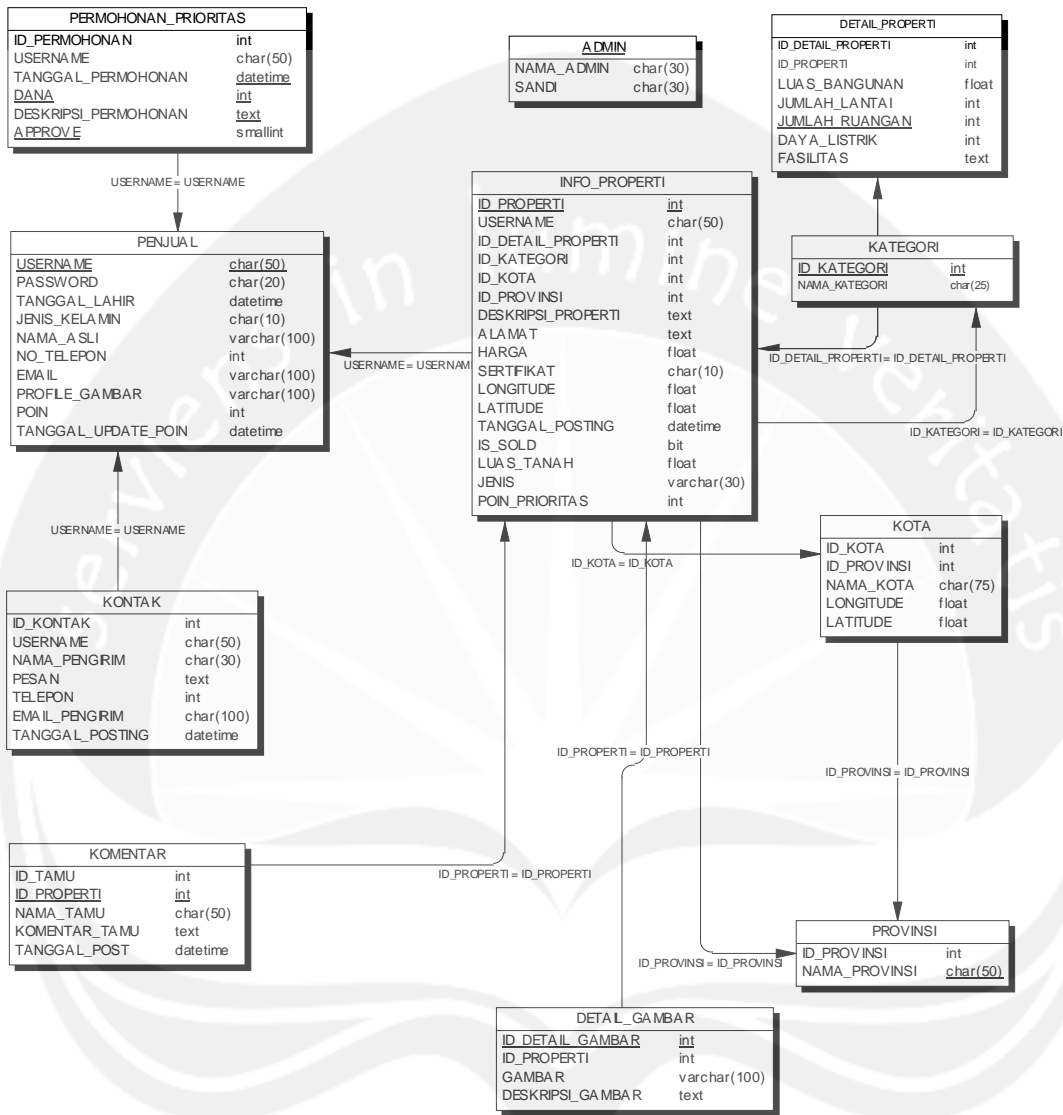 PERMOHONAN_PRIORITAS
ID_PERMOHONAN int
USERNAME char(50)
TANGGAL_PERMOHONAN datetime
DANA int
DESKRIPSI_PERMOHONAN text
APPROVE smallint
ADMIN
NAMA_ADMIN char(30)
SANDI char(30)
DETAIL_PROPERTI
ID_DETAIL_PROPERTI int
ID_PROPERTI int
LUAS_BANGUNAN float
JUMLAH_LANTAI int
JUMLAH_RUANGAN int
DAYA_LISTRIK int
FASILITAS text
USERNAME = USERNAME
PENJUAL
USERNAME char(50)
PASSWORD char(20)
TANGGAL_LAHIR datetime
JENIS_KELAMIN char(10)
NAMA_ASLI varchar(100)
NO_TELEPON int
EMAIL varchar(100)
PROFILE_GAMBAR varchar(100)
POIN int
TANGGAL_UPDATE_POIN datetime
USERNAME = USERNAME
INFO_PROPERTI
ID_PROPERTI int
USERNAME char(50)
ID_DETAIL_PROPERTI int
ID_KATEGORI int
ID_KOTA int
ID_PROVINSI int
DESKRIPSI_PROPERTI text
ALAMAT text
HARGA float
SERTIFIKAT char(10)
LONGITUDE float
LATITUDE float
TANGGAL_POSTING datetime
IS_SOLD bit
LUAS_TANAH float
JENIS varchar(30)
POIN_PRIORITAS int
KATEGORI
ID_KATEGORI int
NAMA_KATEGORI char(25)
ID_DETAIL_PROPERTI = ID_DETAIL_PROPERTI
ID_KATEGORI = ID_KATEGORI
USERNAME = USERNAME
KONTAK
ID_KONTAK int
USERNAME char(50)
NAMA_PENGIRIM char(30)
PESAN text
TELEPON int
EMAIL_PENGIRIM char(100)
TANGGAL_POSTING datetime
ID_KOTA = ID_KOTA
KOTA
ID_KOTA int
ID_PROVINSI int
NAMA_KOTA char(75)
LONGITUDE float
LATITUDE float
ID_PROPERTI = ID_PROPERTI
ID_PROVINSI = ID_PROVINSI
KOMENTAR
ID_TAMU int
ID_PROPERTI int
NAMA_TAMU char(50)
KOMENTAR_TAMU text
TANGGAL_POST datetime
ID_PROPERTI = ID_PROPERTI
ID_PROVINSI = ID_PROVINSI
PROVINSI
ID_PROVINSI int
NAMA_PROVINSI char(50)
DETAIL_GAMBAR
ID_DETAIL_GAMBAR int
ID_PROPERTI int
GAMBAR varchar(100)
DESKRIPSI_GAMBAR text
serviens in lumine veritatis